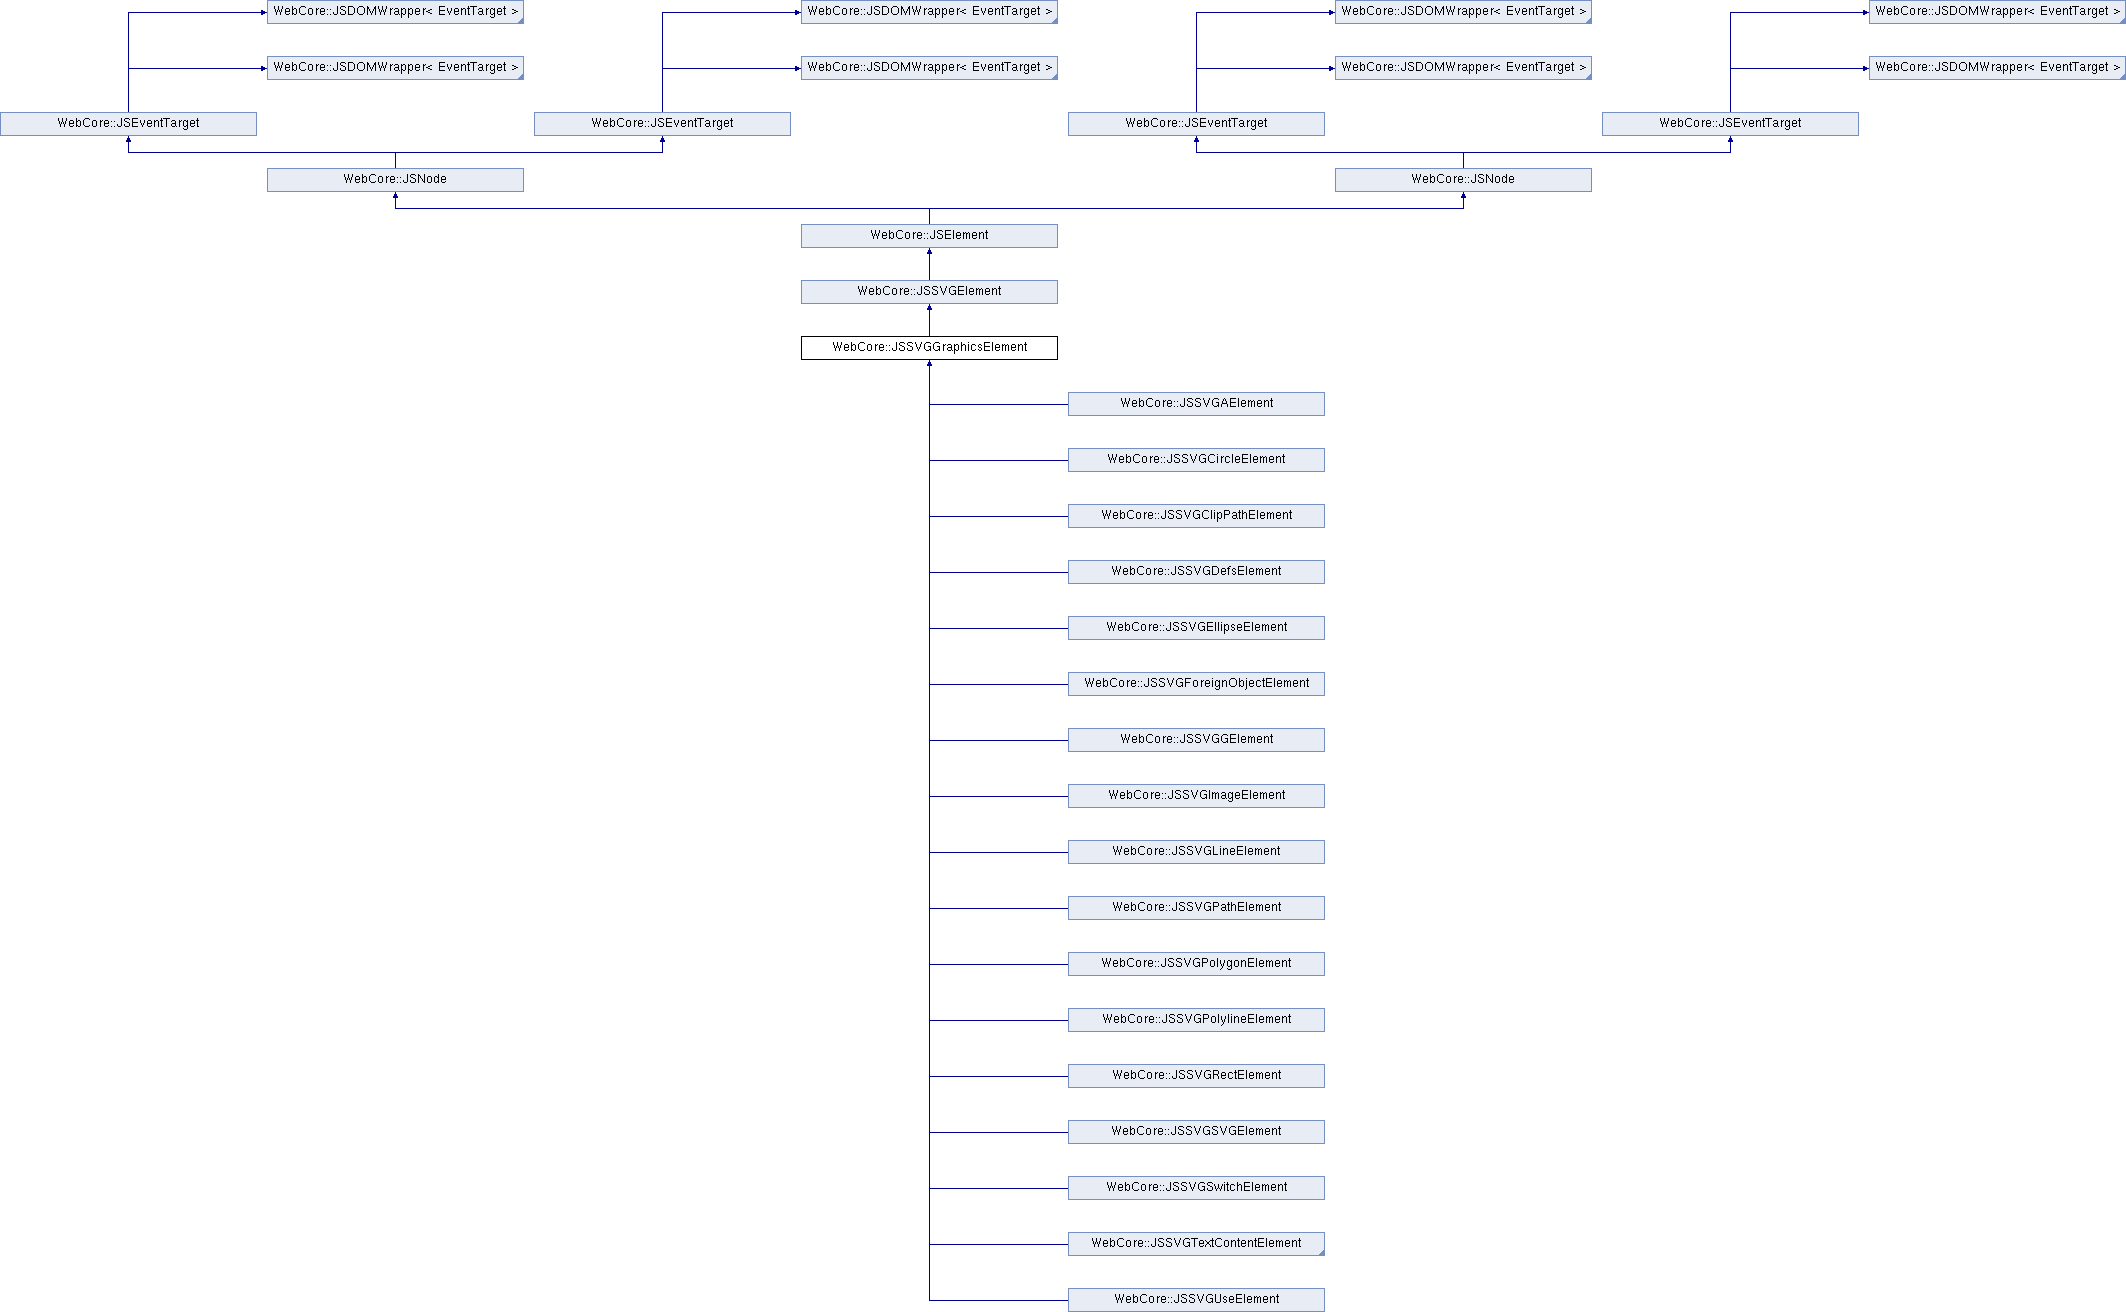 WebCore::JSDOMWrapper< EventTarget >
WebCore::JSDOMWrapper< EventTarget >
WebCore::JSDOMWrapper< EventTarget >
WebCore::JSDOMWrapper< EventTarget >
WebCore::JSDOMWrapper< EventTarget >
WebCore::JSDOMWrapper< EventTarget >
WebCore::JSDOMWrapper< EventTarget >
WebCore::JSDOMWrapper< EventTarget >
WebCore::JSEventTarget
WebCore::JSEventTarget
WebCore::JSEventTarget
WebCore::JSEventTarget
WebCore::JSNode
WebCore::JSNode
WebCore::JSElement
WebCore::JSSVGElement
WebCore::JSSVGGraphicsElement
WebCore::JSSVGAElement
WebCore::JSSVGCircleElement
WebCore::JSSVGClipPathElement
WebCore::JSSVGDefsElement
WebCore::JSSVGEllipseElement
WebCore::JSSVGForeignObjectElement
WebCore::JSSVGGElement
WebCore::JSSVGImageElement
WebCore::JSSVGLineElement
WebCore::JSSVGPathElement
WebCore::JSSVGPolygonElement
WebCore::JSSVGPolylineElement
WebCore::JSSVGRectElement
WebCore::JSSVGSVGElement
WebCore::JSSVGSwitchElement
WebCore::JSSVGTextContentElement
WebCore::JSSVGUseElement